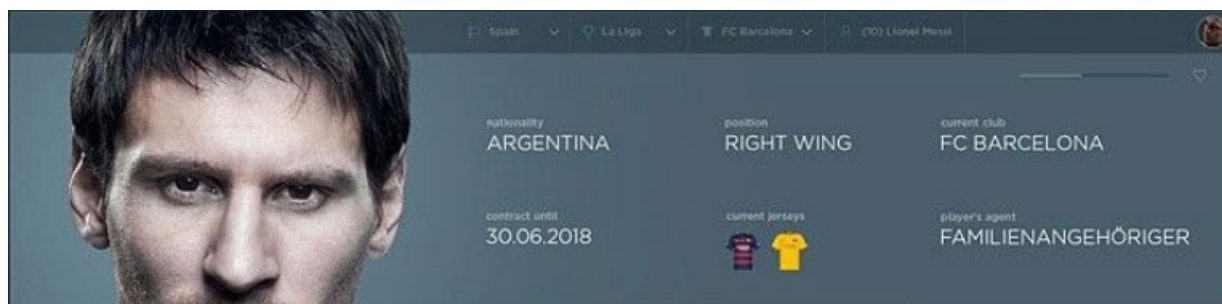 Spain La Liga FC Barcelona (10) Lionel Messi
nationality position current club
ARGENTINA RIGHT WING FC BARCELONA
contract until current jerseys player's agent
30.06.2018 FAMILIENANGEHÖRIGER